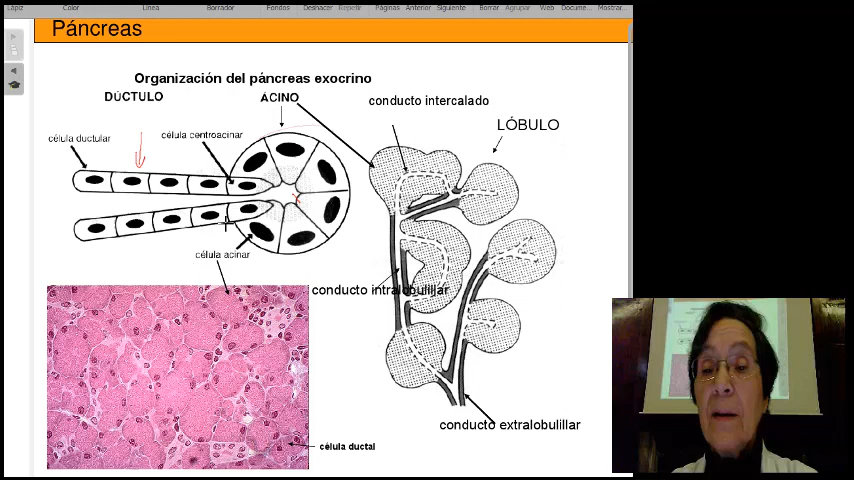 Lápiz Color Línea Borrador Fondos Deshacer Repetir Páginas Anterior Siguiente Borrar Agrupar Web Docume... Mostrar...
Páncreas
Organización del páncreas exocrino
DÚCTULO
ÁCINO
conducto intercalado
LÓBULO
célula ductular
célula centroacinar
célula acinar
conducto intralobulillar
conducto extralobulillar
célula ductal